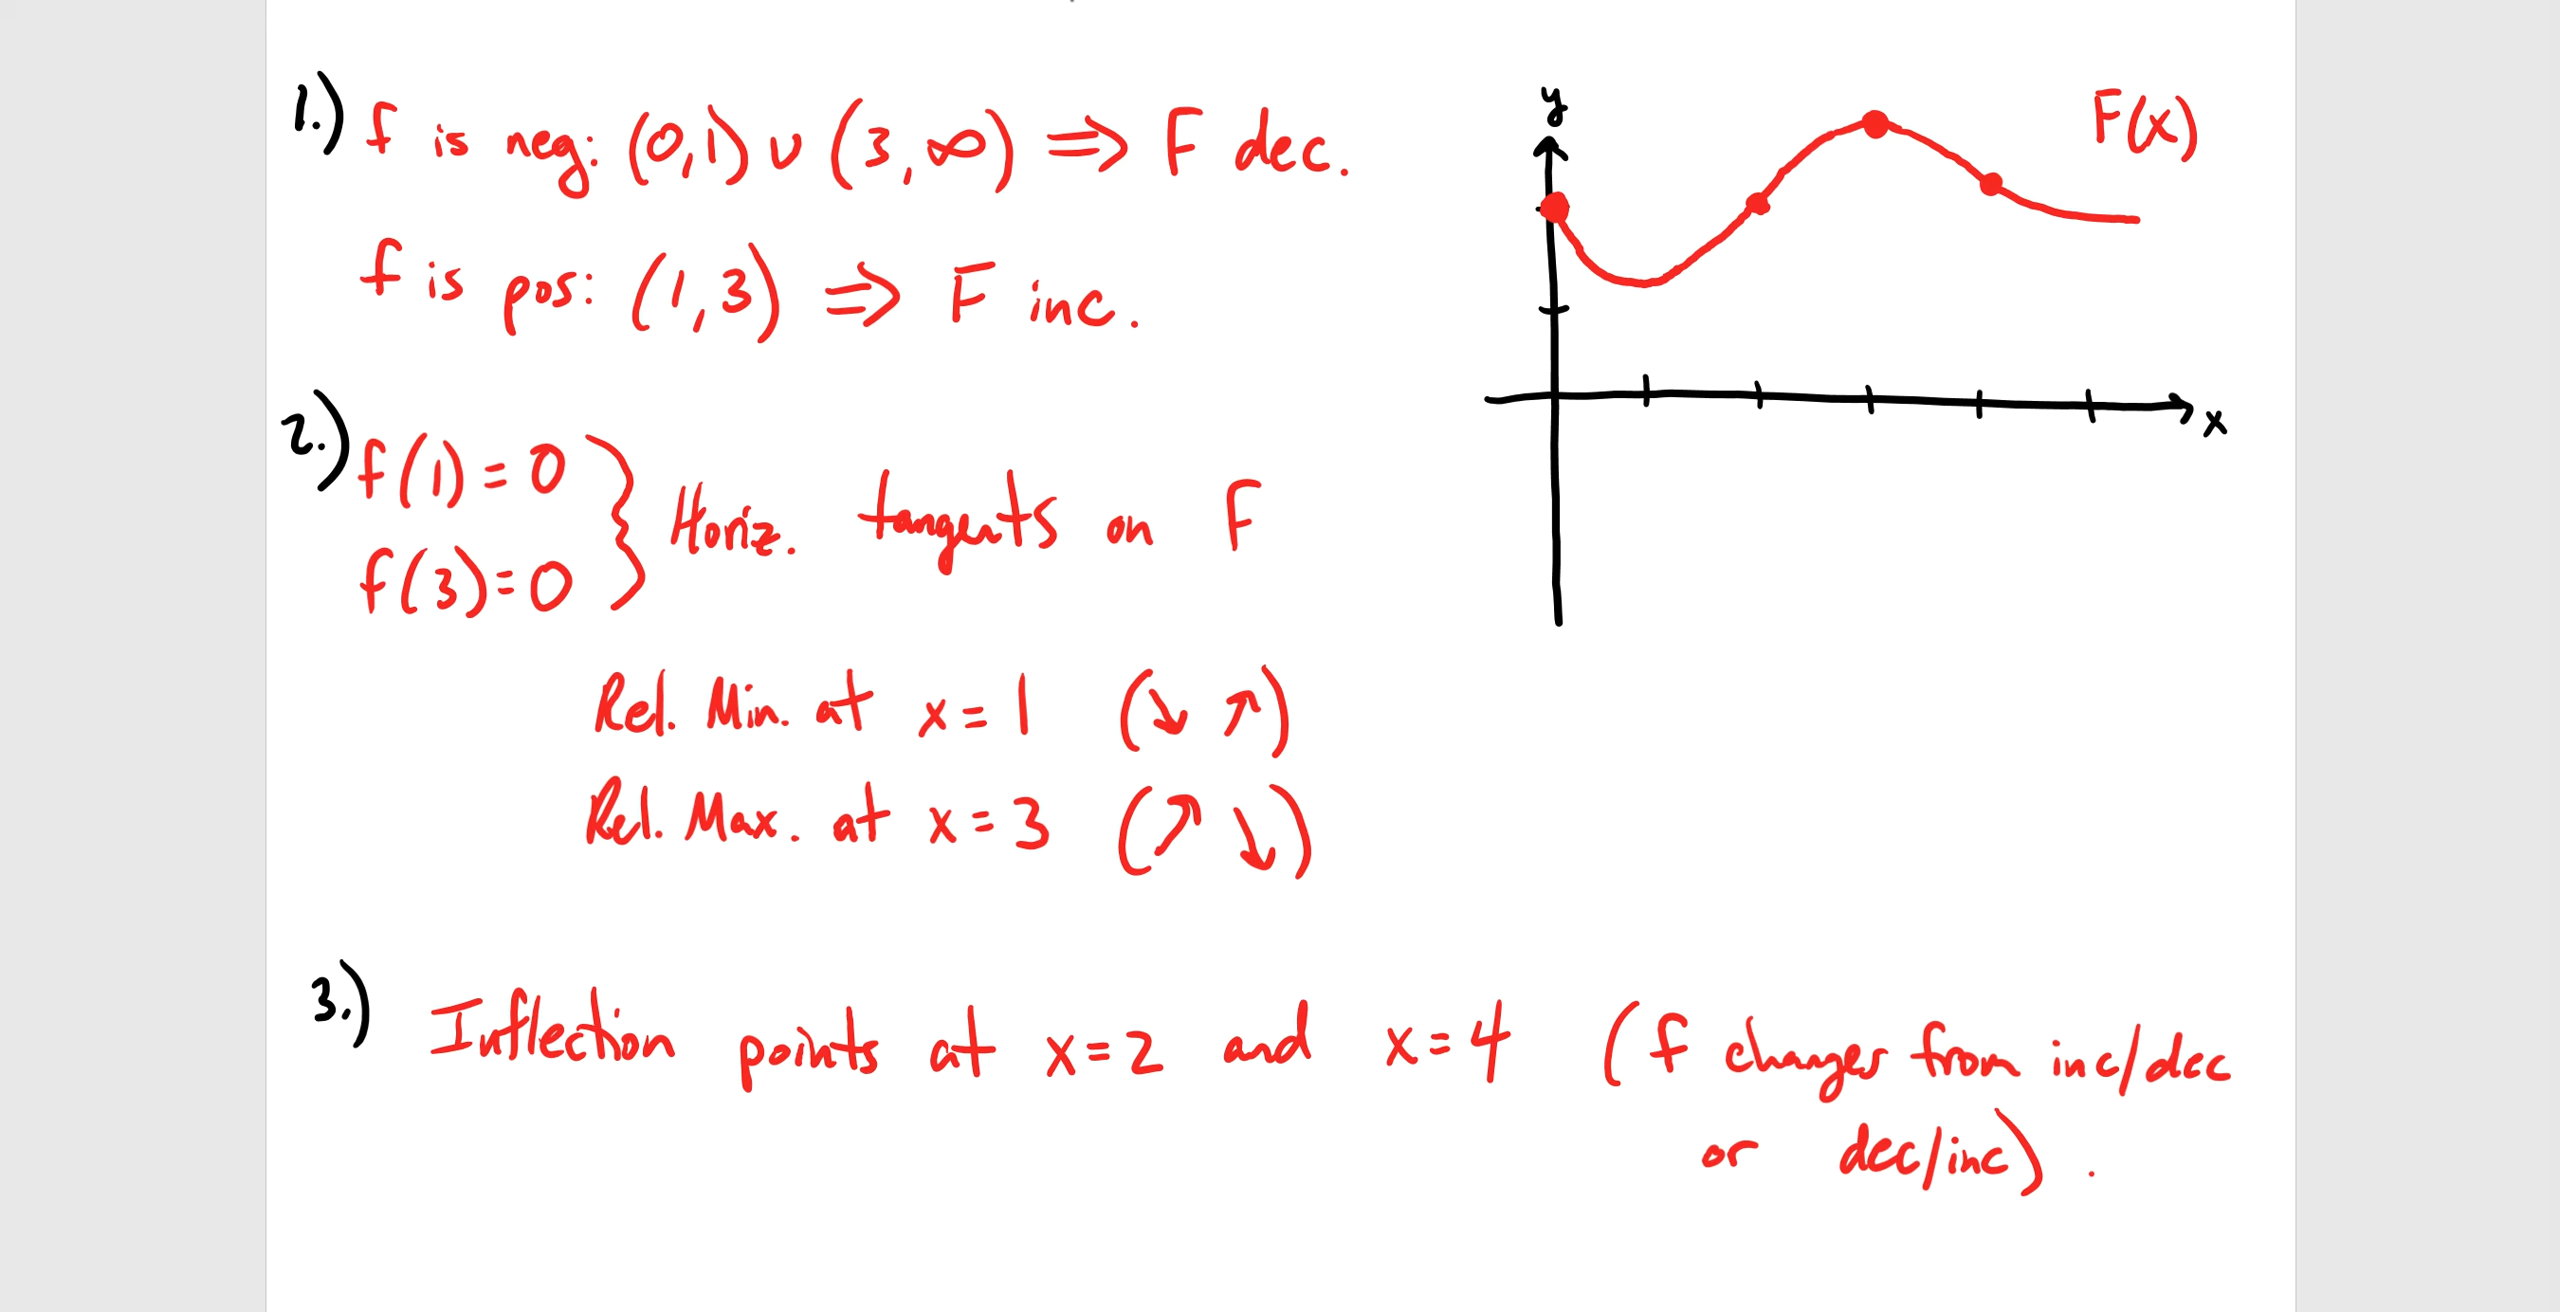 1.) f is neg: (0,1) ∪ (3,∞) ⇒ F dec.
f is pos: (1,3) ⇒ F inc.
2.) f(1) = 0
f(3) = 0
} Horiz. tangents on F
Rel. Min. at x = 1 (↘ ↗)
Rel. Max. at x = 3 (↗ ↘)
3.) Inflection points at x = 2 and x = 4 (f changes from inc/dec
or dec/inc).
y
F(x)
x